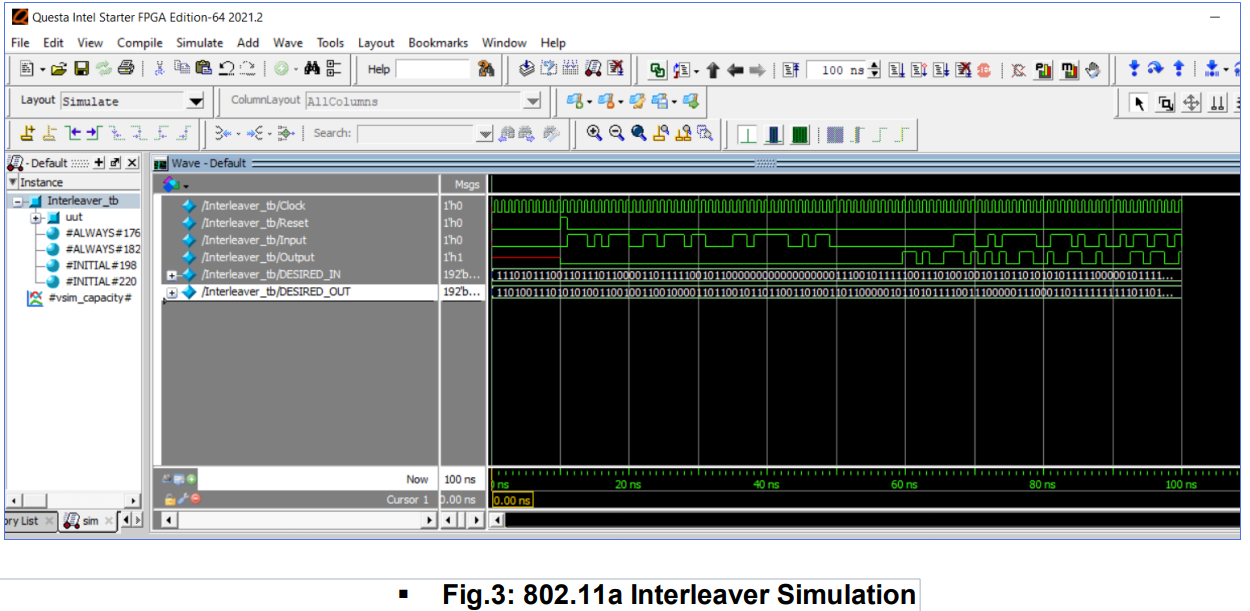 Questa Intel Starter FPGA Edition-64 2021.2
File Edit View Compile Simulate Add Wave Tools Layout Bookmarks Window Help
Help 100 ns
Layout Simulate ColumnLayout AllColumns
Search:
- Default
Instance
Interleaver_tb
uut
#ALWAYS#176
#ALWAYS#182
#INITIAL#198
#INITIAL#220
#vsim_capacity#
Wave - Default
Msgs
/Interleaver_tb/Clock 1'h0
/Interleaver_tb/Reset 1'h0
/Interleaver_tb/Input 1'h0
/Interleaver_tb/Output 1'h1
/Interleaver_tb/DESIRED_IN 192'b...
/Interleaver_tb/DESIRED_OUT 192'b...
Now 100 ns
Cursor 1 0.00 ns
ns 20 ns 40 ns 60 ns 80 ns 100 ns
0.00 ns
ory List sim
▪ Fig.3: 802.11a Interleaver Simulation